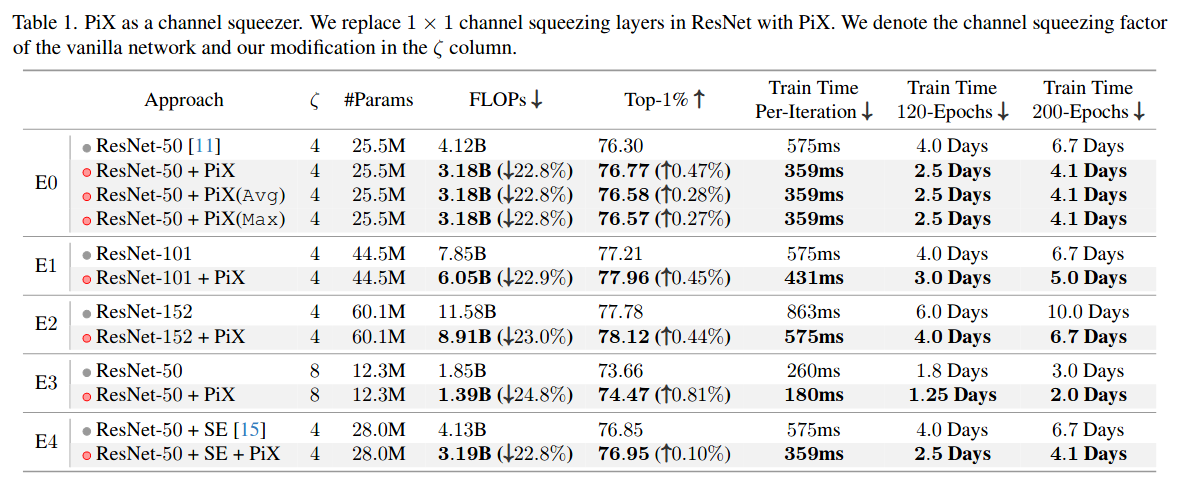 Table 1. PiX as a channel squeezer. We replace 1 × 1 channel squeezing layers in ResNet with PiX. We denote the channel squeezing factor
of the vanilla network and our modification in the ζ column.
Approach ζ #Params FLOPs ↓ Top-1% ↑ Train Time Per-Iteration ↓ Train Time 120-Epochs ↓ Train Time 200-Epochs ↓
E0
ResNet-50 [11] 4 25.5M 4.12B 76.30 575ms 4.0 Days 6.7 Days
ResNet-50 + PiX 4 25.5M 3.18B (↓22.8%) 76.77 (↑0.47%) 359ms 2.5 Days 4.1 Days
ResNet-50 + PiX(Avg) 4 25.5M 3.18B (↓22.8%) 76.58 (↑0.28%) 359ms 2.5 Days 4.1 Days
ResNet-50 + PiX(Max) 4 25.5M 3.18B (↓22.8%) 76.57 (↑0.27%) 359ms 2.5 Days 4.1 Days
E1
ResNet-101 4 44.5M 7.85B 77.21 575ms 4.0 Days 6.7 Days
ResNet-101 + PiX 4 44.5M 6.05B (↓22.9%) 77.96 (↑0.45%) 431ms 3.0 Days 5.0 Days
E2
ResNet-152 4 60.1M 11.58B 77.78 863ms 6.0 Days 10.0 Days
ResNet-152 + PiX 4 60.1M 8.91B (↓23.0%) 78.12 (↑0.44%) 575ms 4.0 Days 6.7 Days
E3
ResNet-50 8 12.3M 1.85B 73.66 260ms 1.8 Days 3.0 Days
ResNet-50 + PiX 8 12.3M 1.39B (↓24.8%) 74.47 (↑0.81%) 180ms 1.25 Days 2.0 Days
E4
ResNet-50 + SE [15] 4 28.0M 4.13B 76.85 575ms 4.0 Days 6.7 Days
ResNet-50 + SE + PiX 4 28.0M 3.19B (↓22.8%) 76.95 (↑0.10%) 359ms 2.5 Days 4.1 Days